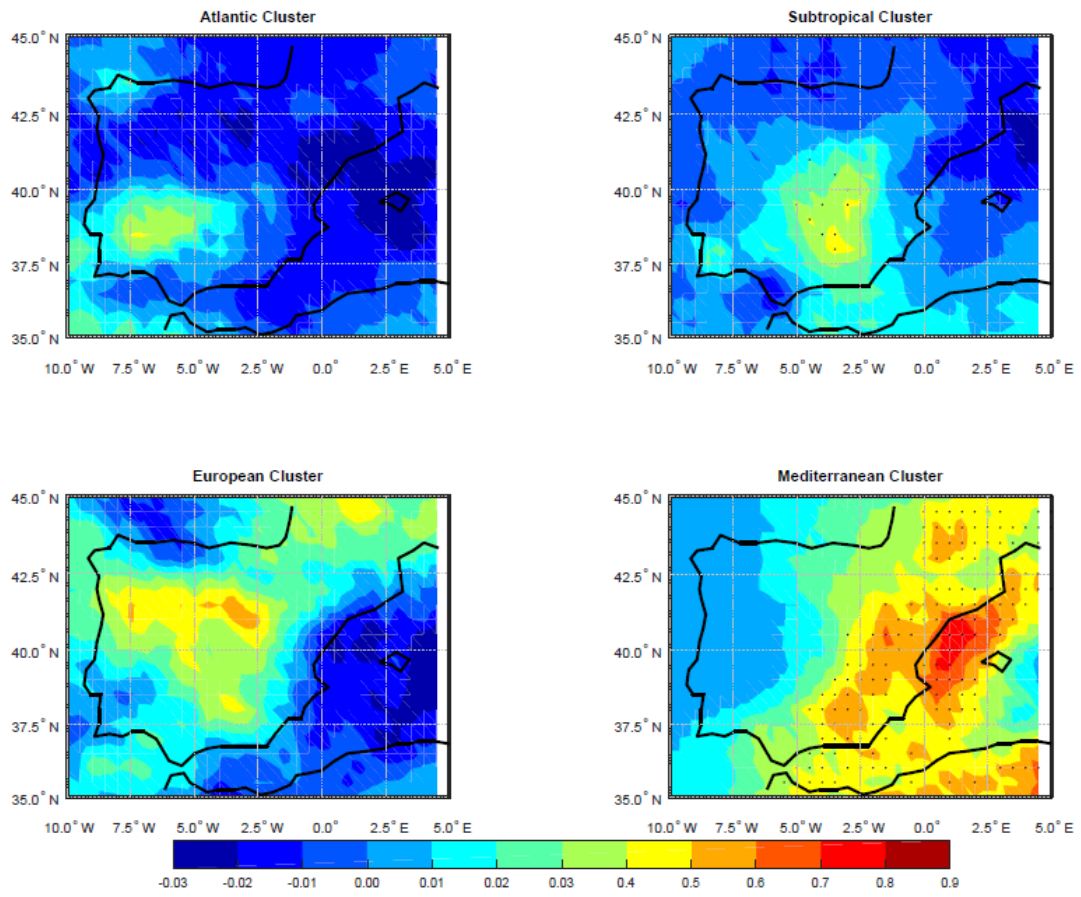 Atlantic Cluster
Subtropical Cluster
45.0° N
42.5° N
40.0° N
37.5° N
35.0° N
10.0° W 7.5° W 5.0° W 2.5° W 0.0° 2.5° E 5.0° E
45.0° N
42.5° N
40.0° N
37.5° N
35.0° N
10.0° W 7.5° W 5.0° W 2.5° W 0.0° 2.5° E 5.0° E
European Cluster
Mediterranean Cluster
45.0° N
42.5° N
40.0° N
37.5° N
35.0° N
10.0° W 7.5° W 5.0° W 2.5° W 0.0° 2.5° E 5.0° E
45.0° N
42.5° N
40.0° N
37.5° N
35.0° N
10.0° W 7.5° W 5.0° W 2.5° W 0.0° 2.5° E 5.0° E
-0.03 -0.02 -0.01 0.00 0.01 0.02 0.03 0.4 0.5 0.6 0.7 0.8 0.9